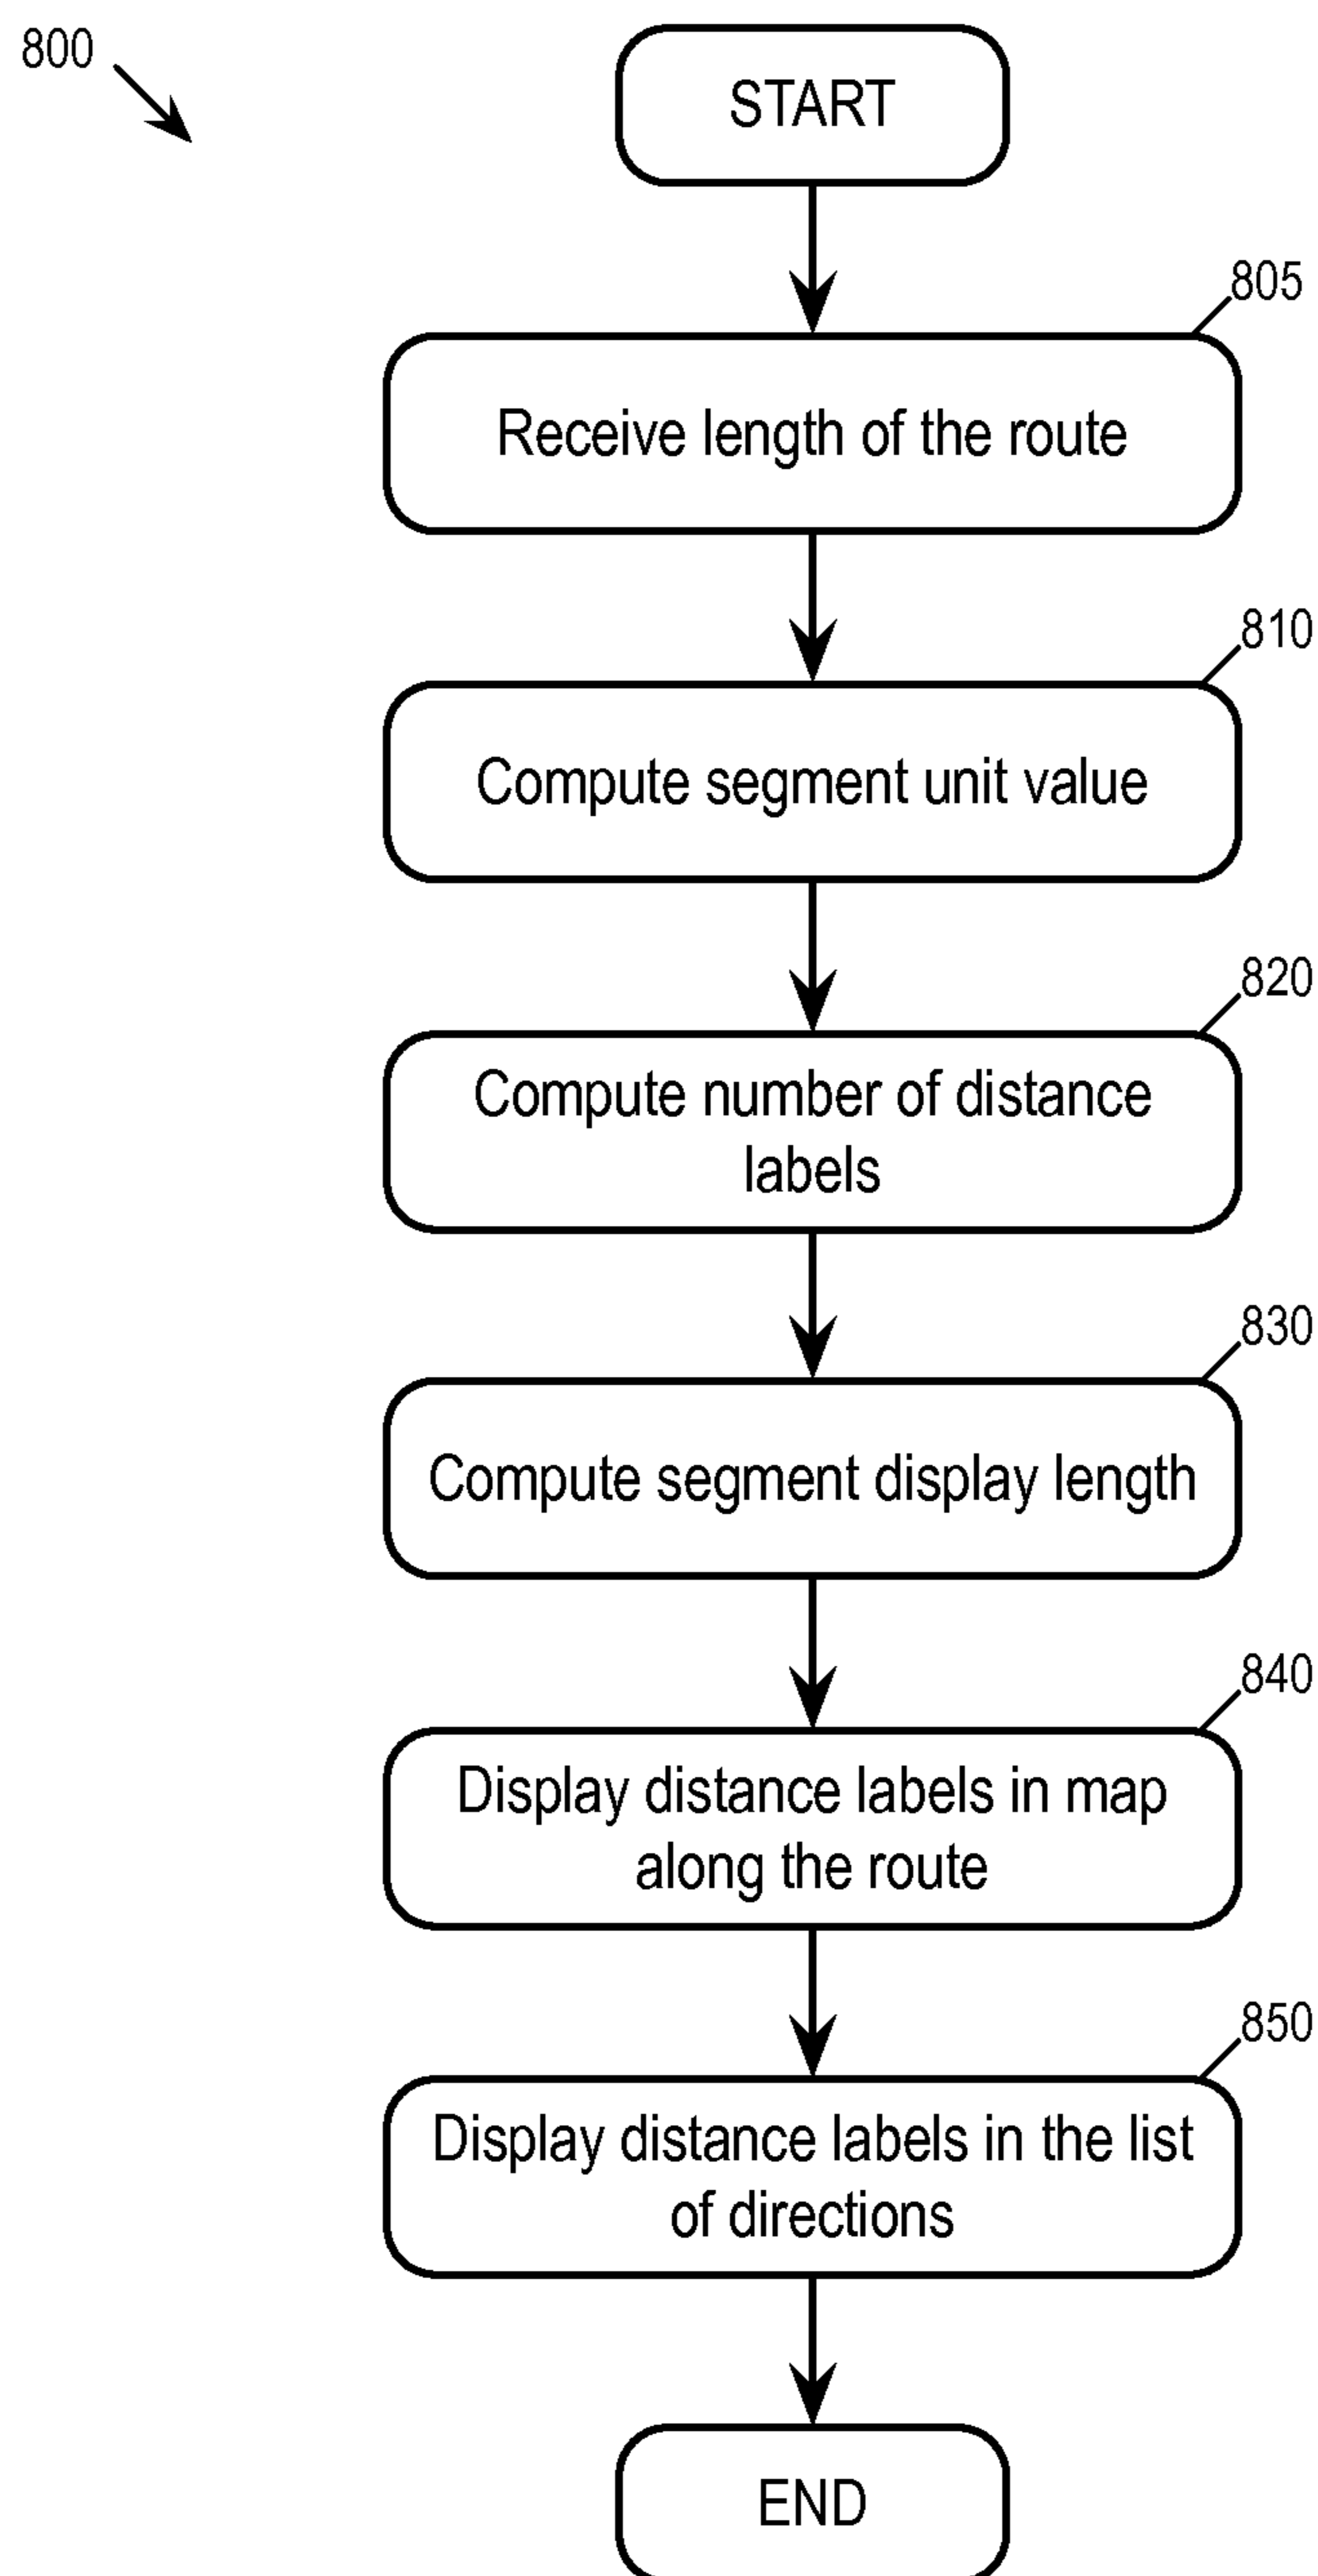 800
START
805
Receive length of the route
810
Compute segment unit value
820
Compute number of distance
labels
830
Compute segment display length
840
Display distance labels in map
along the route
850
Display distance labels in the list
of directions
END